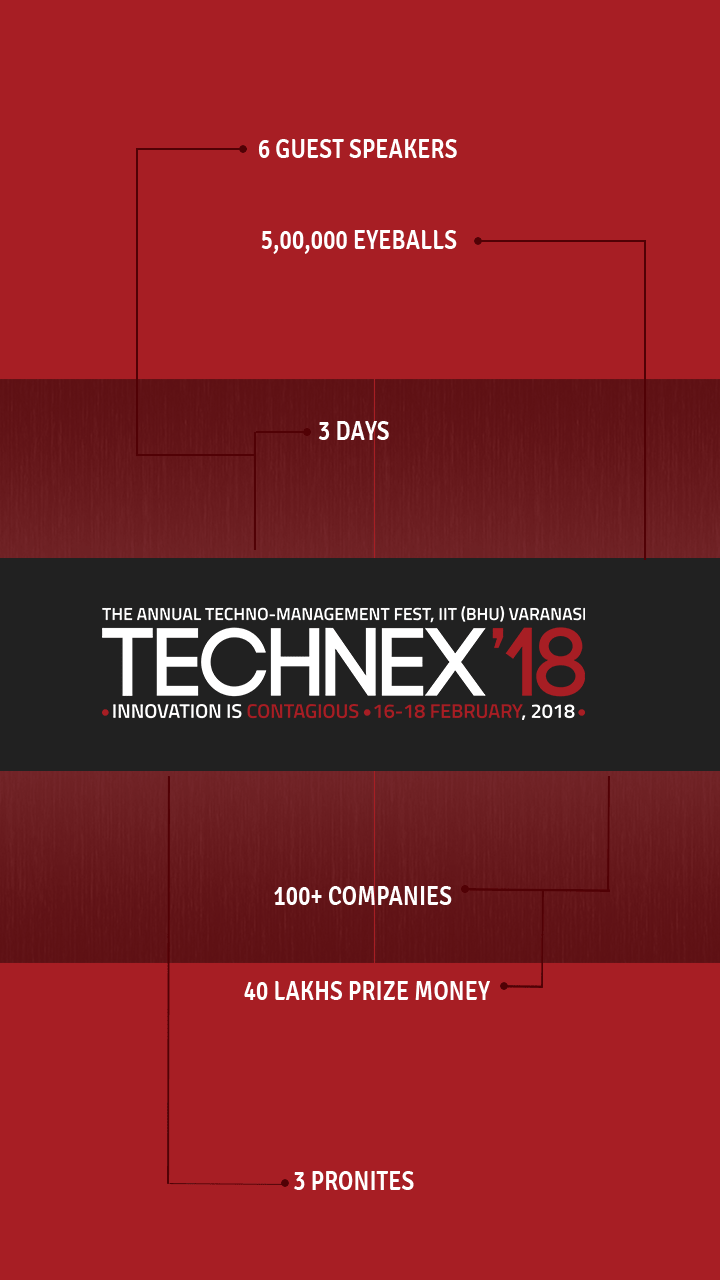 6 GUEST SPEAKERS
5,00,000 EYEBALLS
3 DAYS
THE ANNUAL TECHNO-MANAGEMENT FEST, IIT (BHU) VARANASI
TECHNEX '18
• INNOVATION IS CONTAGIOUS • 16-18 FEBRUARY, 2018 •
100+ COMPANIES
40 LAKHS PRIZE MONEY
3 PRONITES